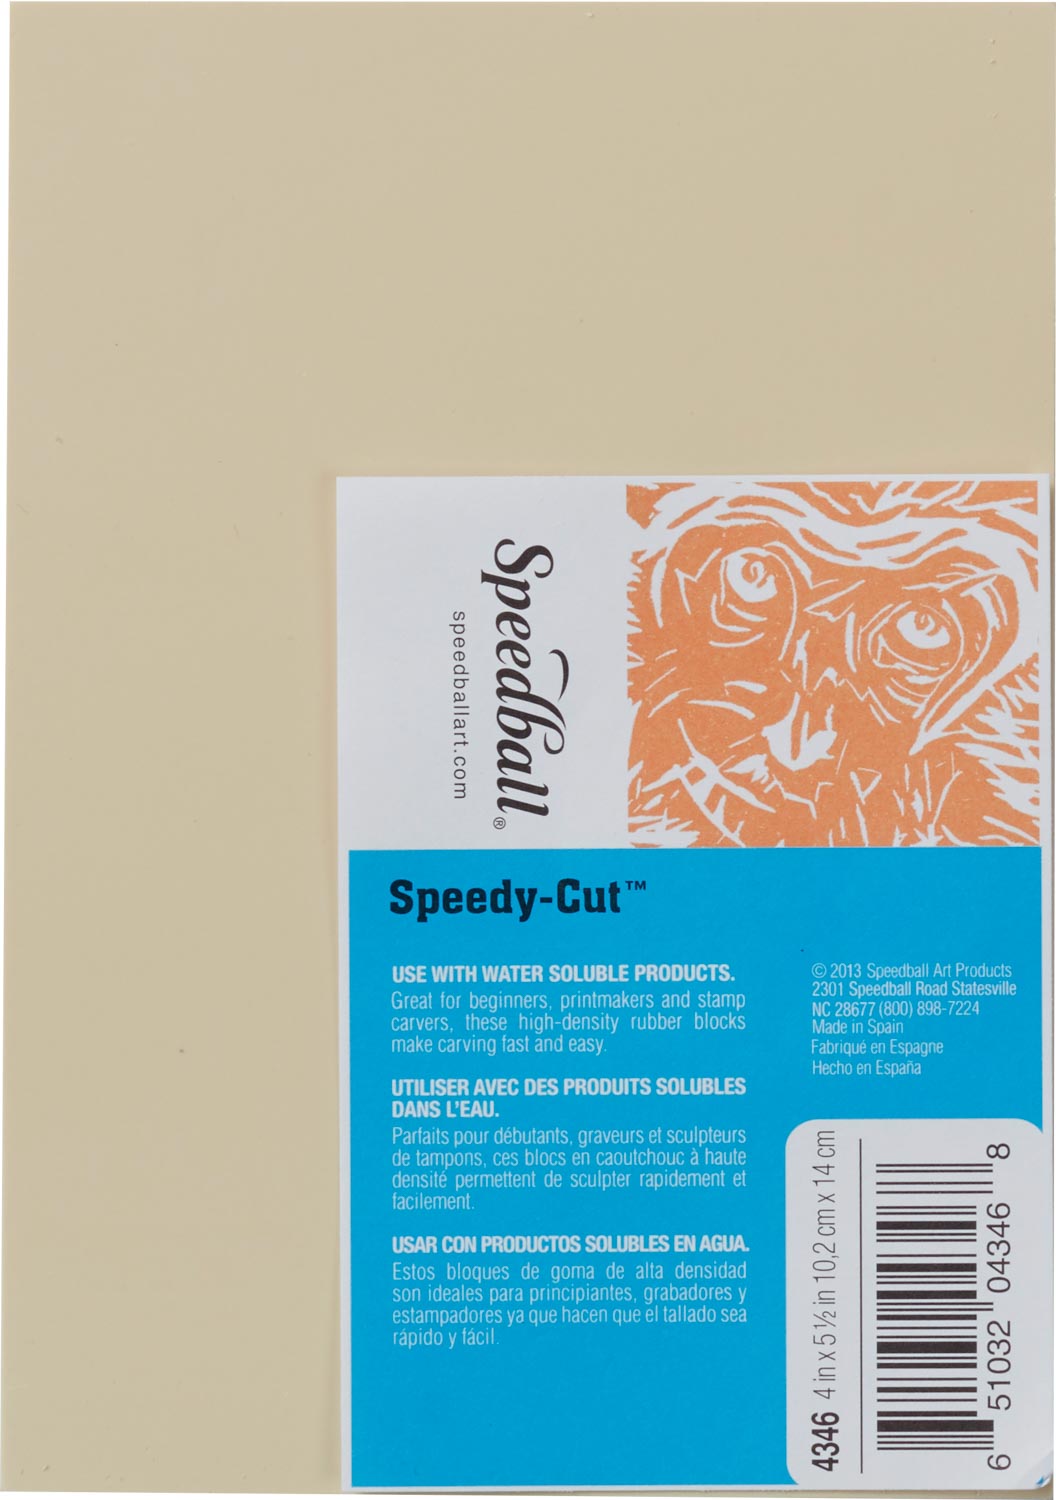 Speedball®
speedballart.com
Speedy-Cut™
USE WITH WATER SOLUBLE PRODUCTS.
Great for beginners, printmakers and stamp
carvers, these high-density rubber blocks
make carving fast and easy.
UTILISER AVEC DES PRODUITS SOLUBLES
DANS L'EAU.
Parfaits pour débutants, graveurs et sculpteurs
de tampons, ces blocs en caoutchouc à haute
densité permettent de sculpter rapidement et
facilement.
USAR CON PRODUCTOS SOLUBLES EN AGUA.
Estos bloques de goma de alta densidad
son ideales para principiantes, grabadores y
estampadores ya que hacen que el tallado sea
rápido y fácil.
© 2013 Speedball Art Products
2301 Speedball Road Statesville
NC 28677 (800) 898-7224
Made in Spain
Fabriqué en Espagne
Hecho en España
4346 4 in x 5 ½ in 10,2 cm x 14 cm
6 51032 04346 8